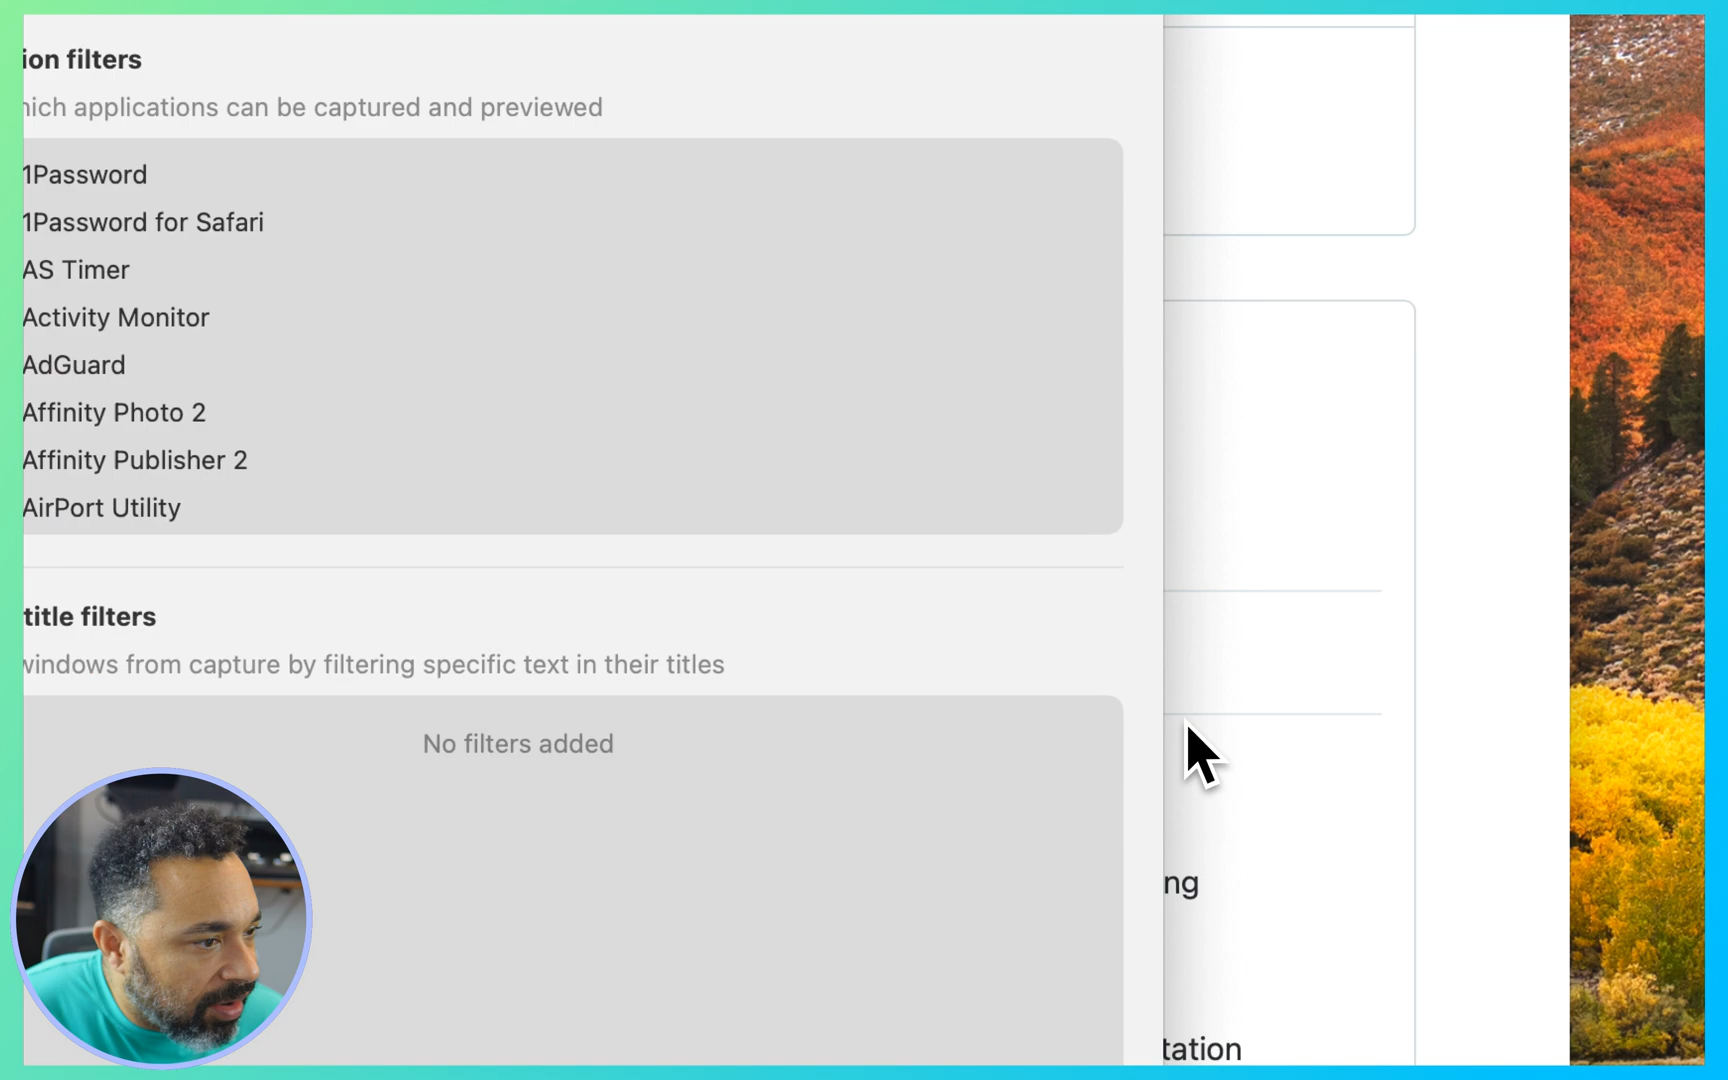 ion filters
hich applications can be captured and previewed
1Password
1Password for Safari
AS Timer
Activity Monitor
AdGuard
Affinity Photo 2
Affinity Publisher 2
AirPort Utility
title filters
windows from capture by filtering specific text in their titles
No filters added
ng
tation